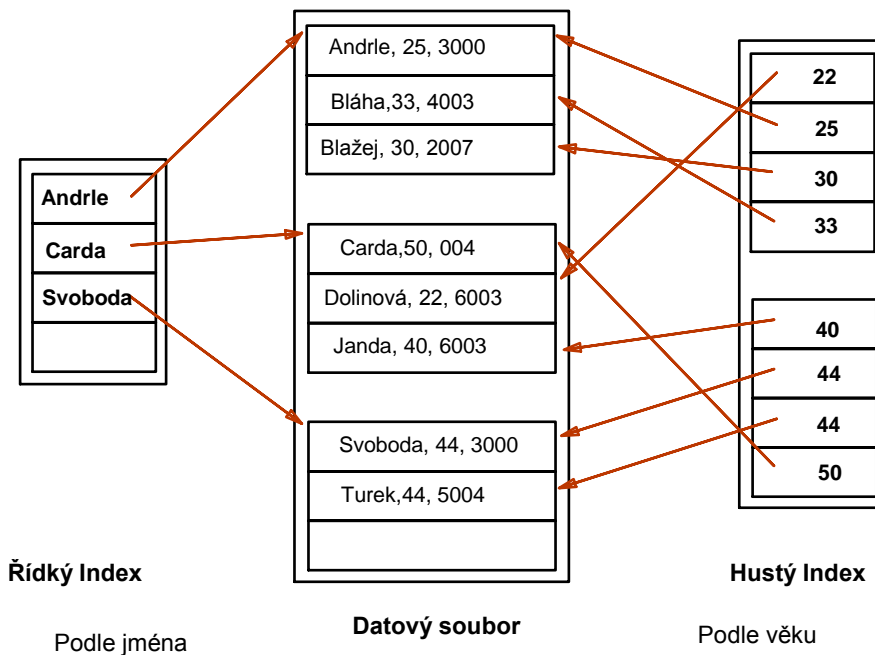 Andrle
Carda
Svoboda
Řídký Index
Podle jména
Andrle, 25, 3000
Bláha,33, 4003
Blažej, 30, 2007
Carda,50, 004
Dolinová, 22, 6003
Janda, 40, 6003
Svoboda, 44, 3000
Turek,44, 5004
Datový soubor
22
25
30
33
40
44
44
50
Hustý Index
Podle věku